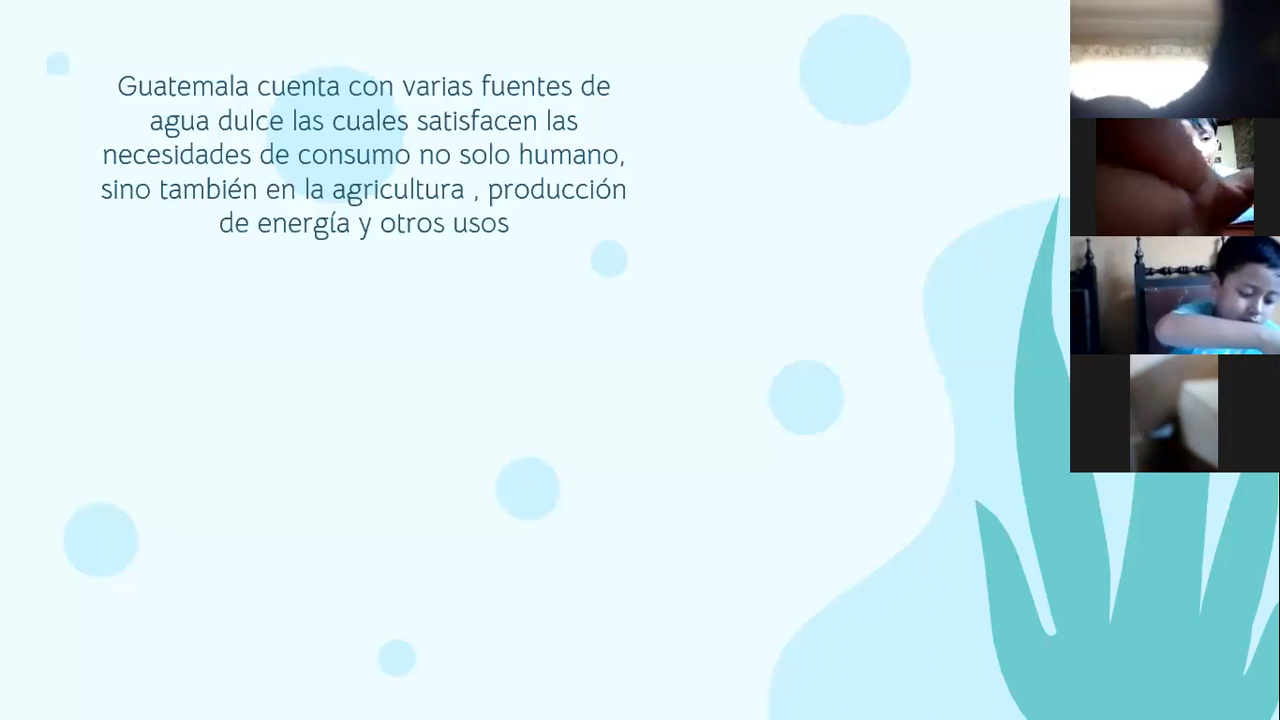 Guatemala cuenta con varias fuentes de
agua dulce las cuales satisfacen las
necesidades de consumo no solo humano,
sino también en la agricultura , producción
de energía y otros usos